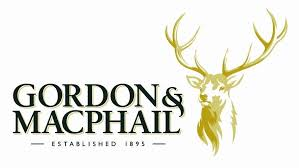 GORDON&
MACPHAIL
— ESTABLISHED 1895 —